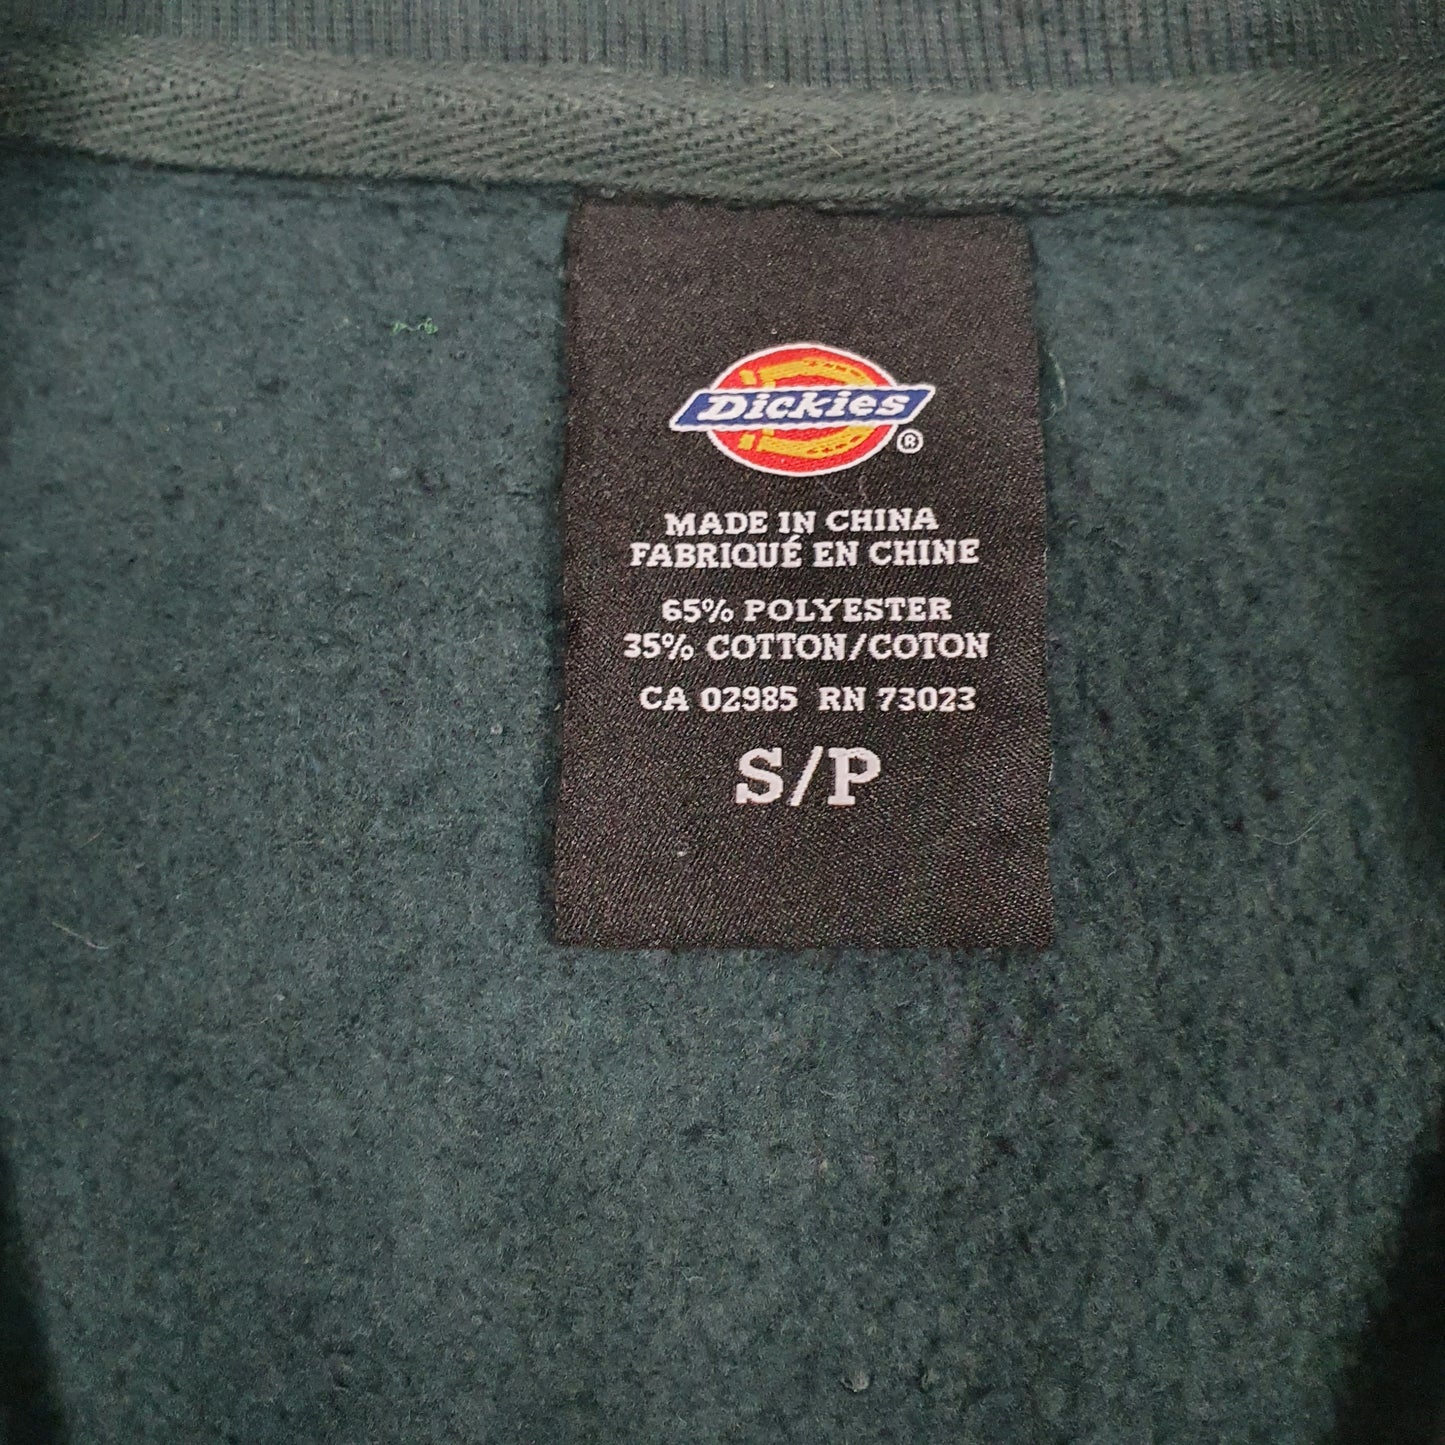 Dickies®
MADE IN CHINA
FABRIQUÉ EN CHINE
65% POLYESTER
35% COTTON/COTON
CA 02985 RN 73023
S/P